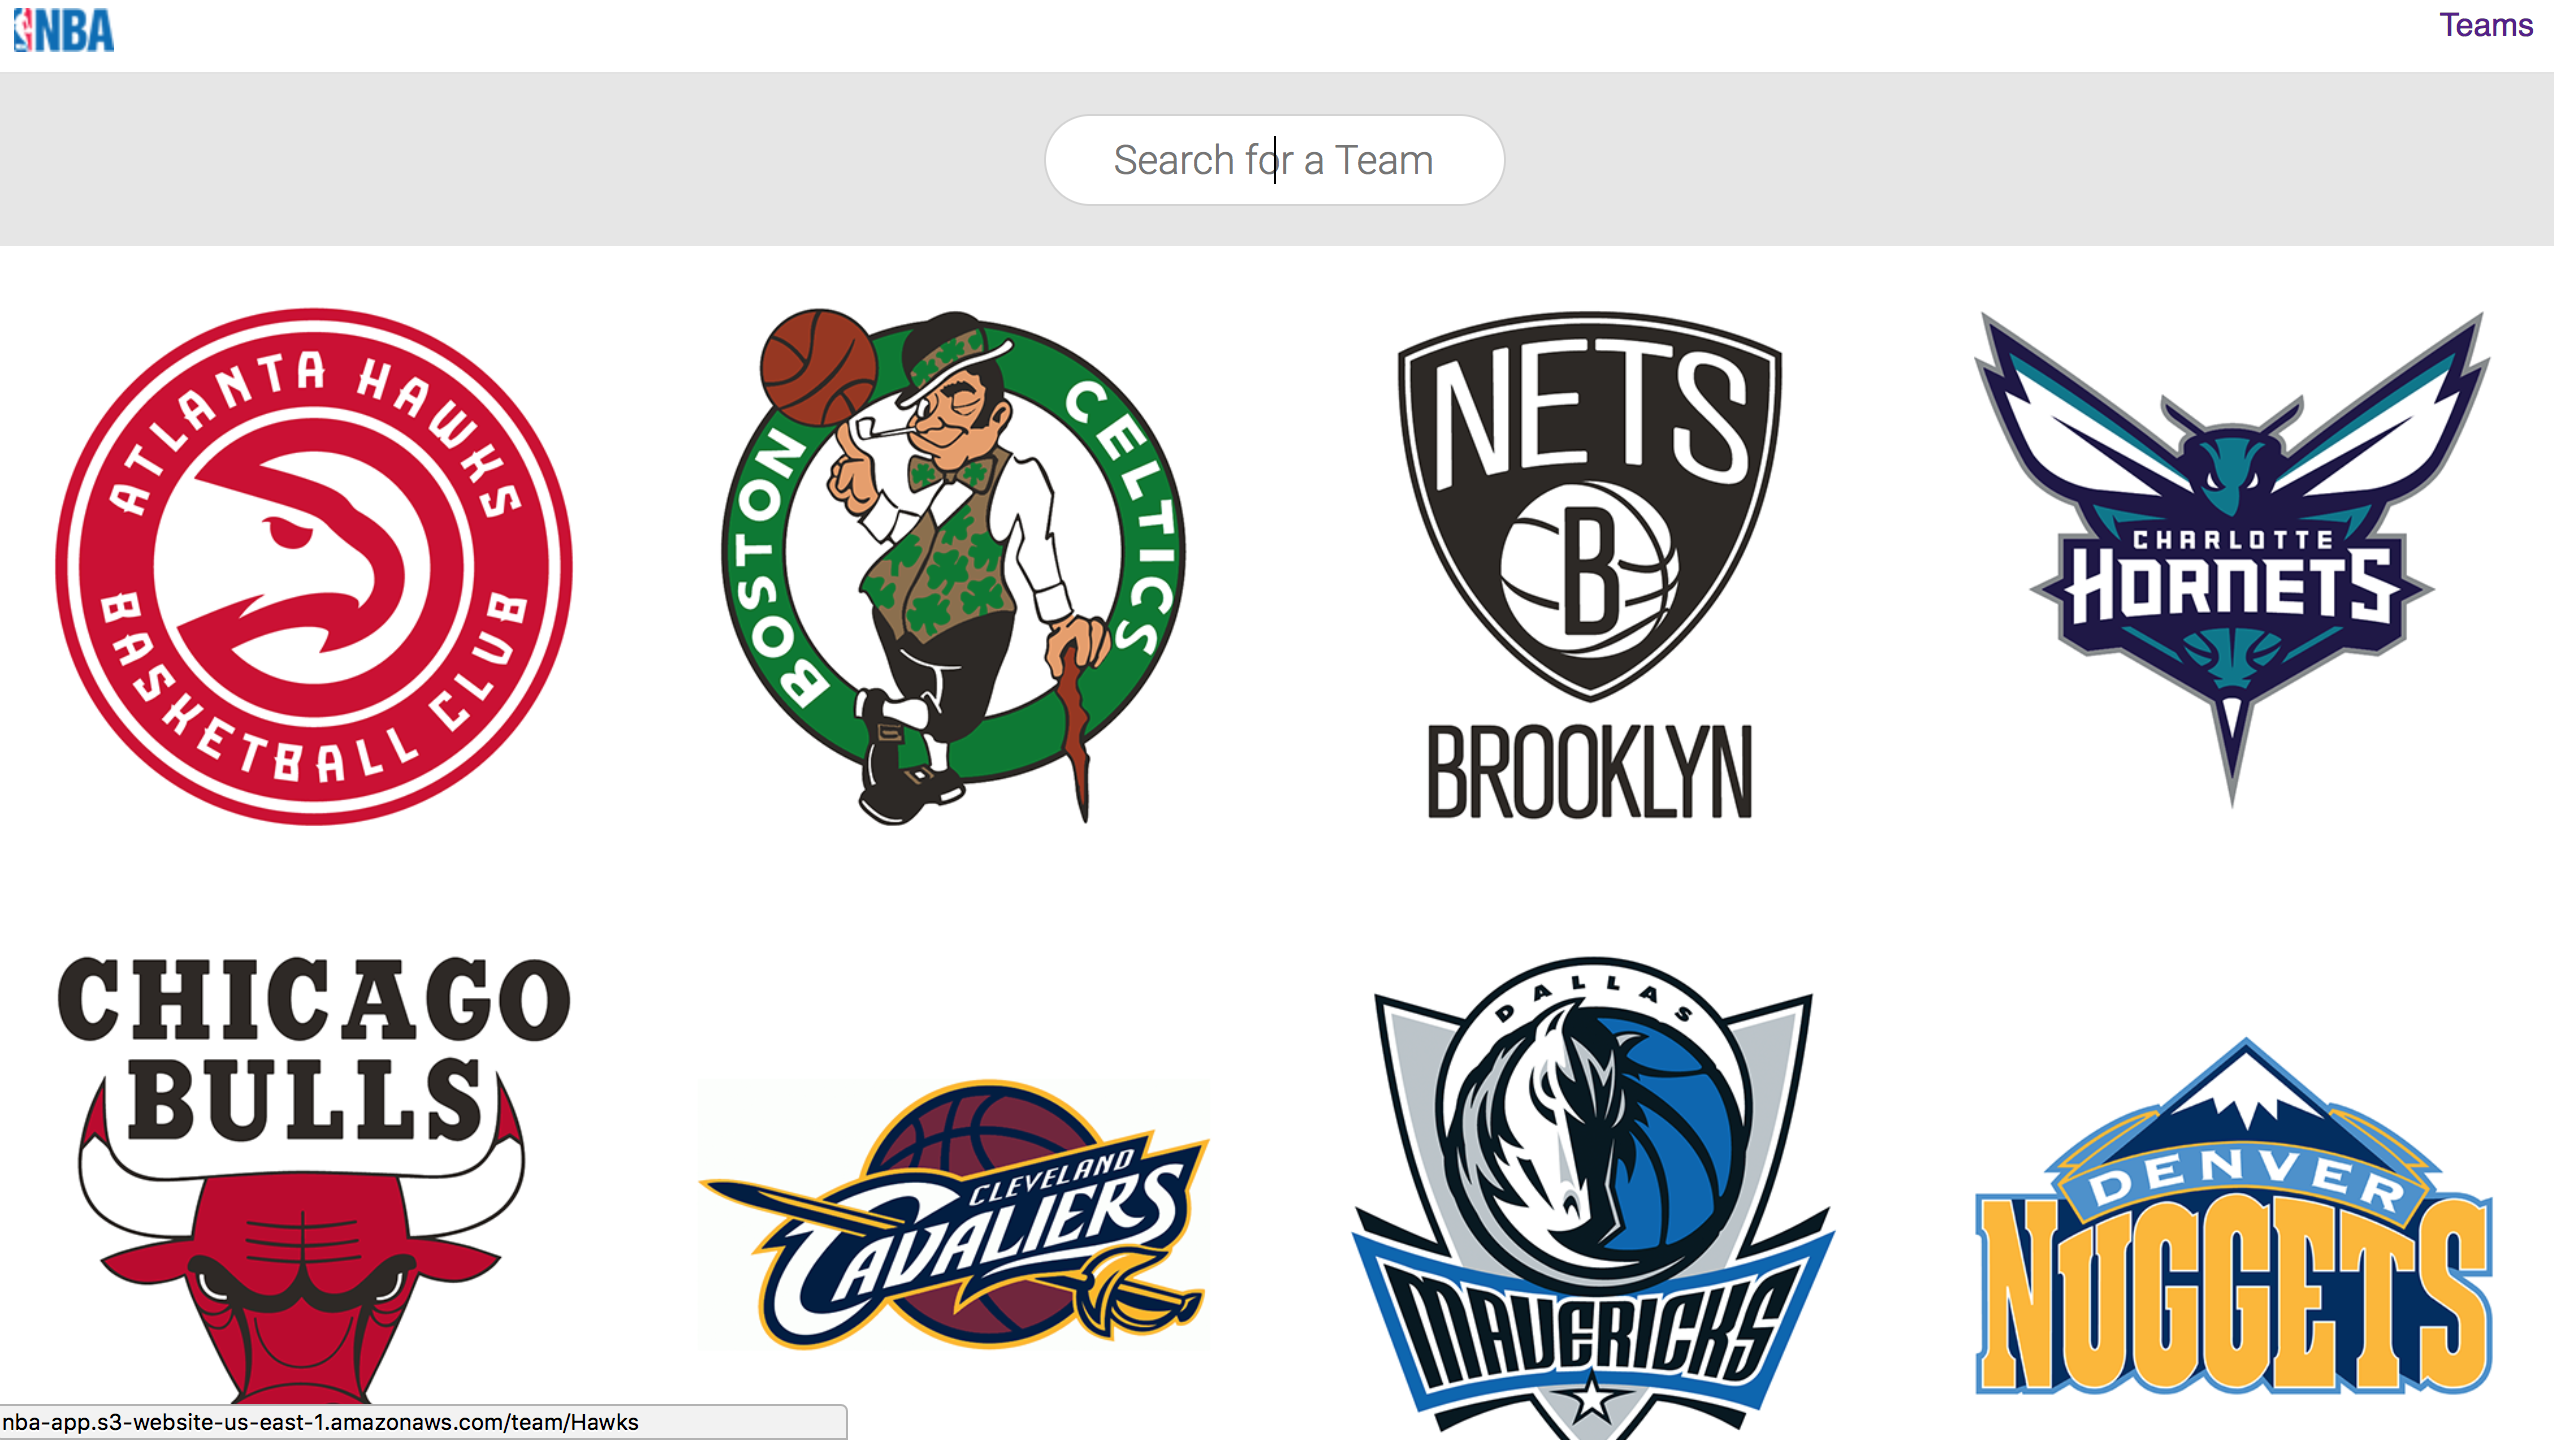 NBA
Teams
Search for a Team
ATLANTA HAWKS
BASKETBALL CLUB
BOSTON CELTICS
NETS
B
BROOKLYN
CHARLOTTE
HORNETS
CHICAGO
BULLS
CLEVELAND
CAVALIERS
DALLAS
MAVERICKS
DENVER
NUGGETS
nba-app.s3-website-us-east-1.amazonaws.com/team/Hawks